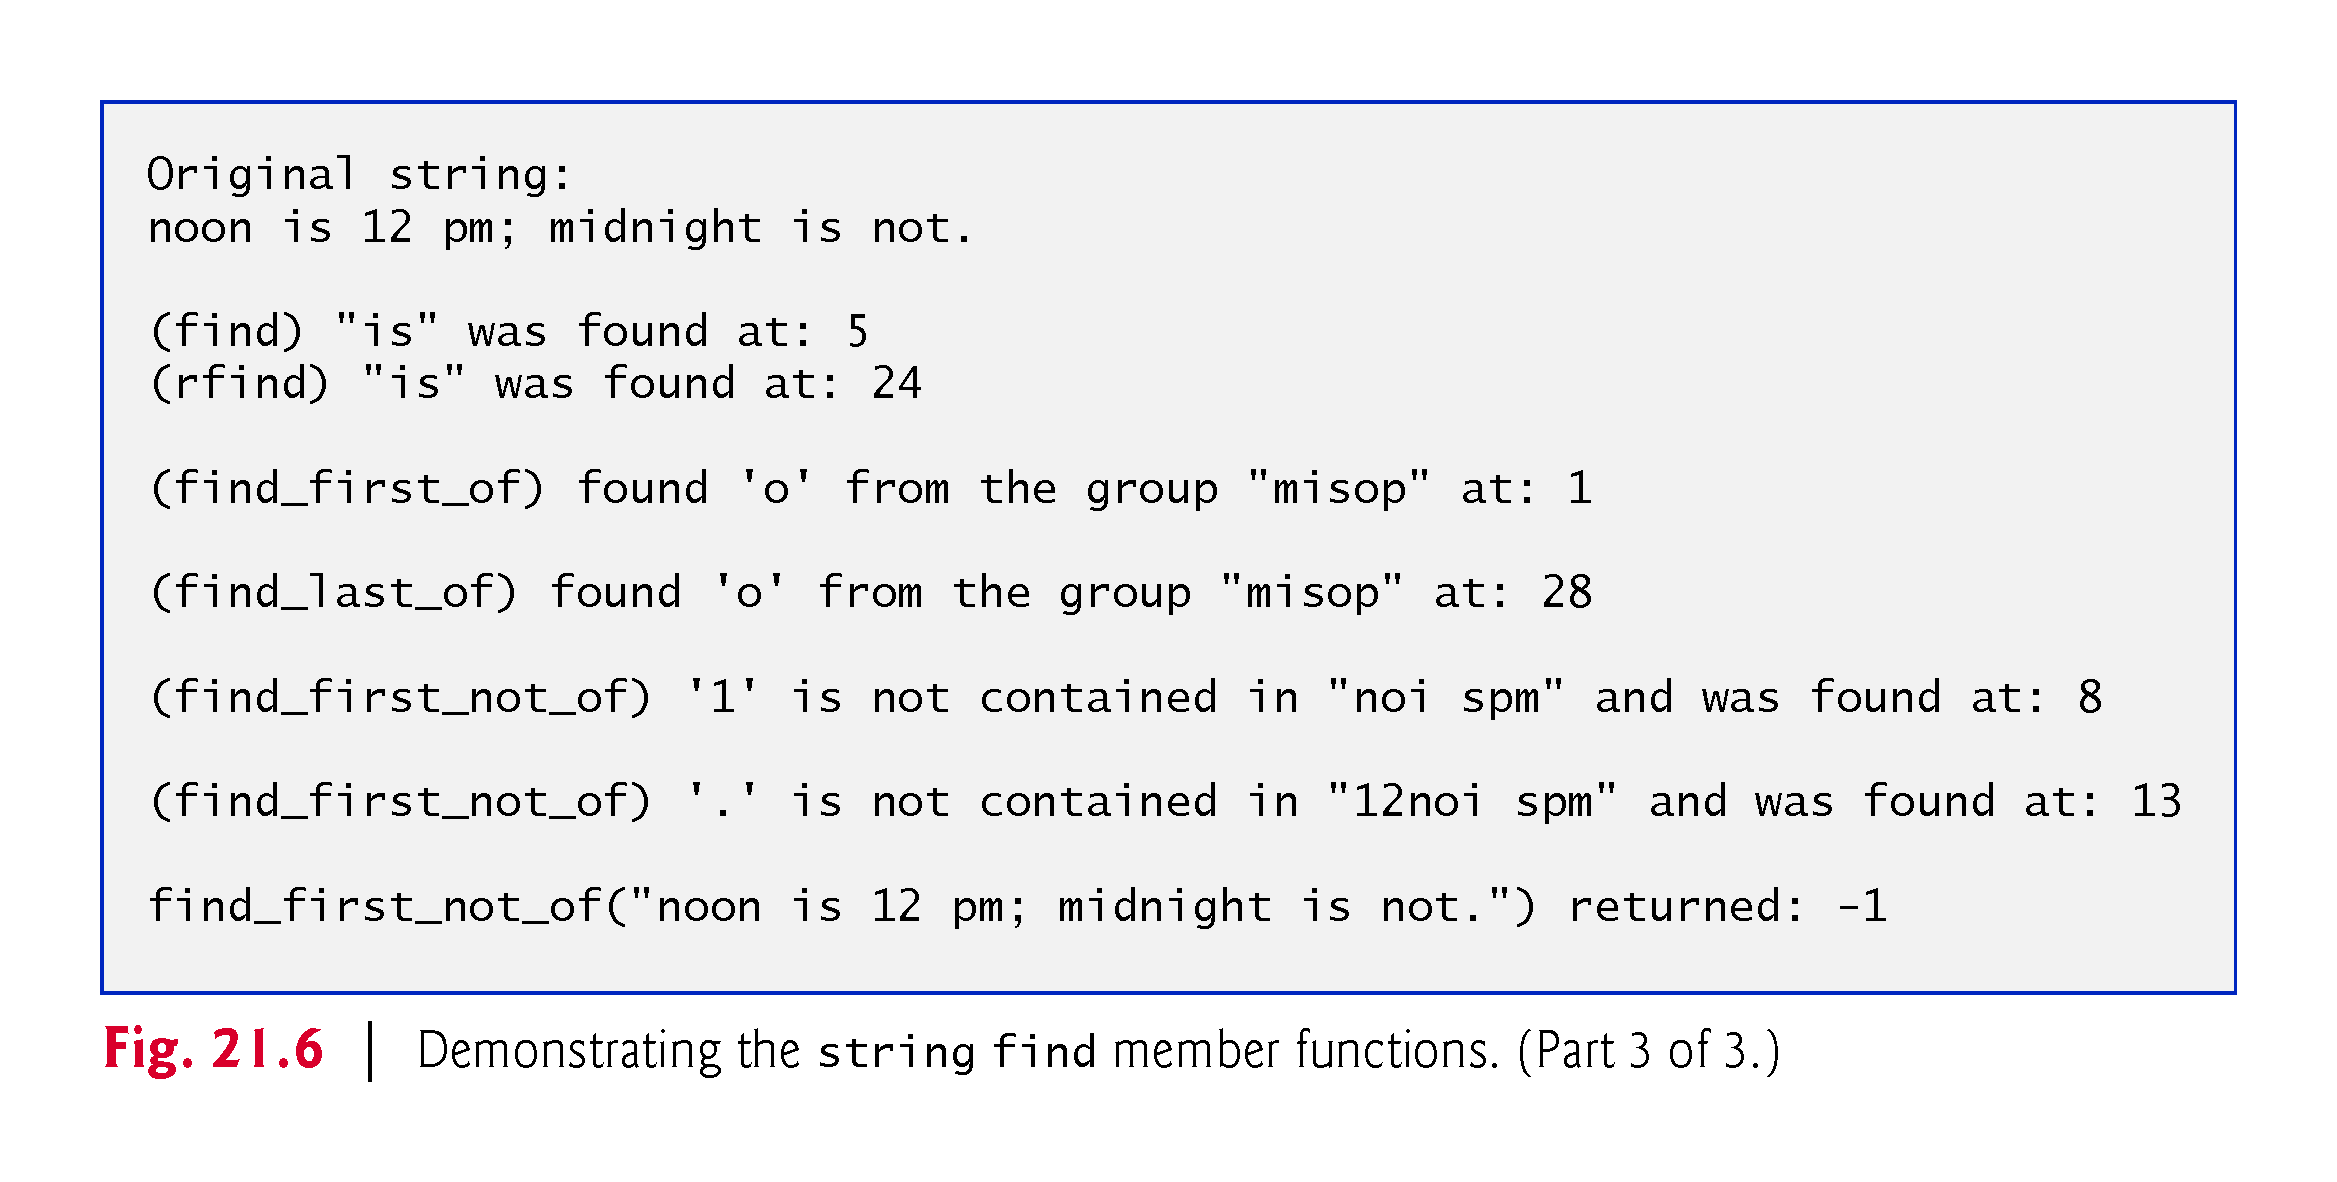 Original string:
noon is 12 pm; midnight is not.
(find) "is" was found at: 5
(rfind) "is" was found at: 24
(find_first_of) found 'o' from the group "misop" at: 1
(find_last_of) found 'o' from the group "misop" at: 28
(find_first_not_of) '1' is not contained in "noi spm" and was found at: 8
(find_first_not_of) '.' is not contained in "12noi spm" and was found at: 13
find_first_not_of("noon is 12 pm; midnight is not.") returned: -1
Fig. 21.6 | Demonstrating the string find member functions. (Part 3 of 3.)